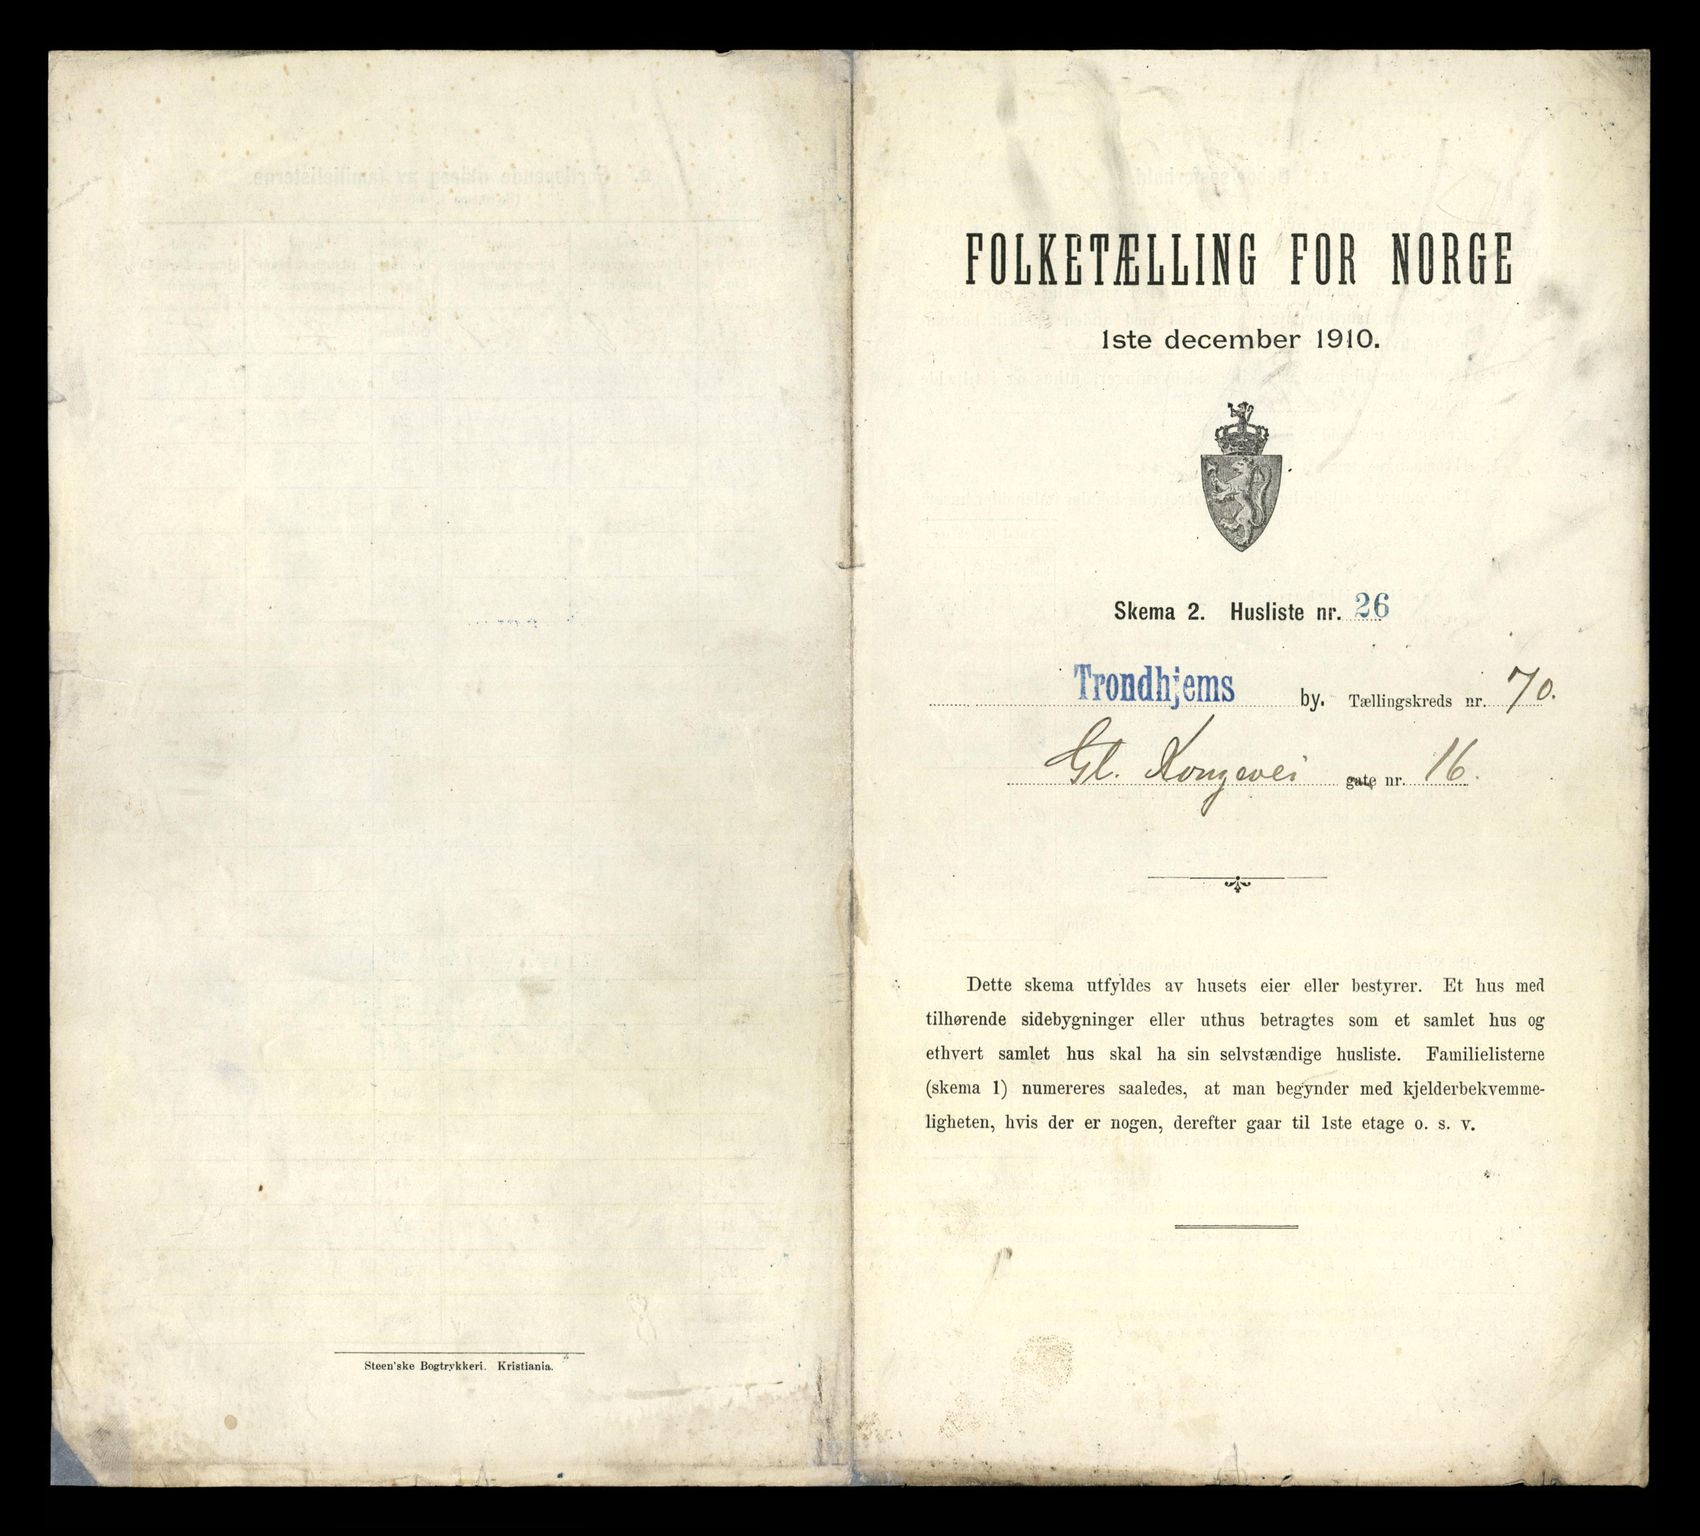 FOLKETÆLLING FOR NORGE
1ste december 1910.
Skema 2. Husliste nr. 26
Trondhjems by. Tællingskreds nr. 70.
Gl. Kongevei gate nr. 16.
Dette skema utfyldes av husets eier eller bestyrer. Et hus med
tilhørende sidebygninger eller uthus betragtes som et samlet hus og
ethvert samlet hus skal ha sin selvstændige husliste. Familielisterne
(skema 1) numereres saaledes, at man begynder med kjelderbekvemme-
ligheten, hvis der er nogen, derefter gaar til 1ste etage o. s. v.
Steen'ske Bogtrykkeri. Kristiania.